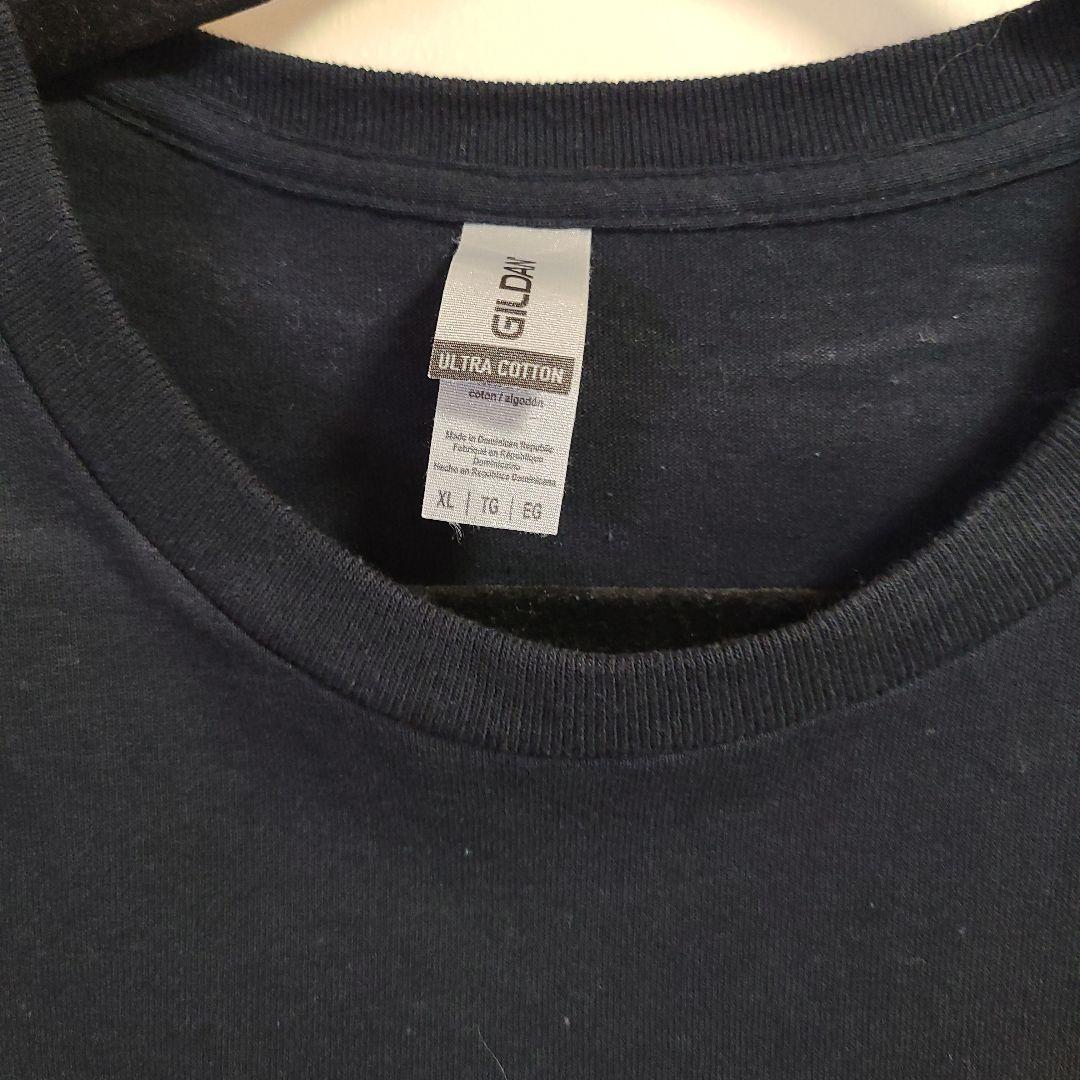 GILDAN
ULTRA COTTON
coton / algodón
Made in Dominican Republic
Fabriqué en République
Dominicaine
Hecho en República Dominicana
XL | TG | EG